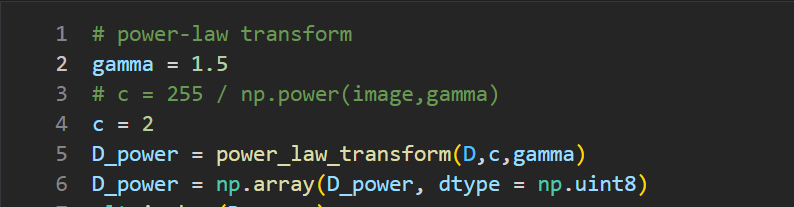 1 # power-law transform
2 gamma = 1.5
3 # c = 255 / np.power(image,gamma)
4 c = 2
5 D_power = power_law_transform(D,c,gamma)
6 D_power = np.array(D_power, dtype = np.uint8)